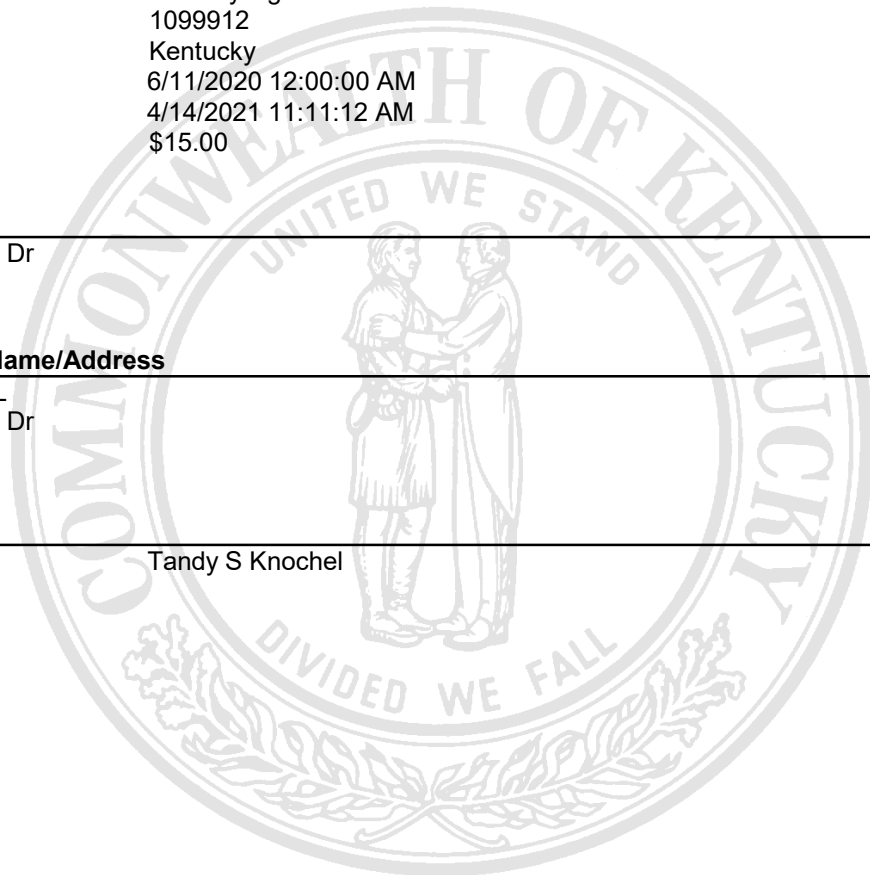 1099912
Kentucky
6/11/2020 12:00:00 AM
4/14/2021 11:11:12 AM
$15.00
COMMONWEALTH OF KENTUCKY
UNITED WE STAND
Dr
Name/Address
Dr
Tandy S Knochel
DIVIDED WE FALL